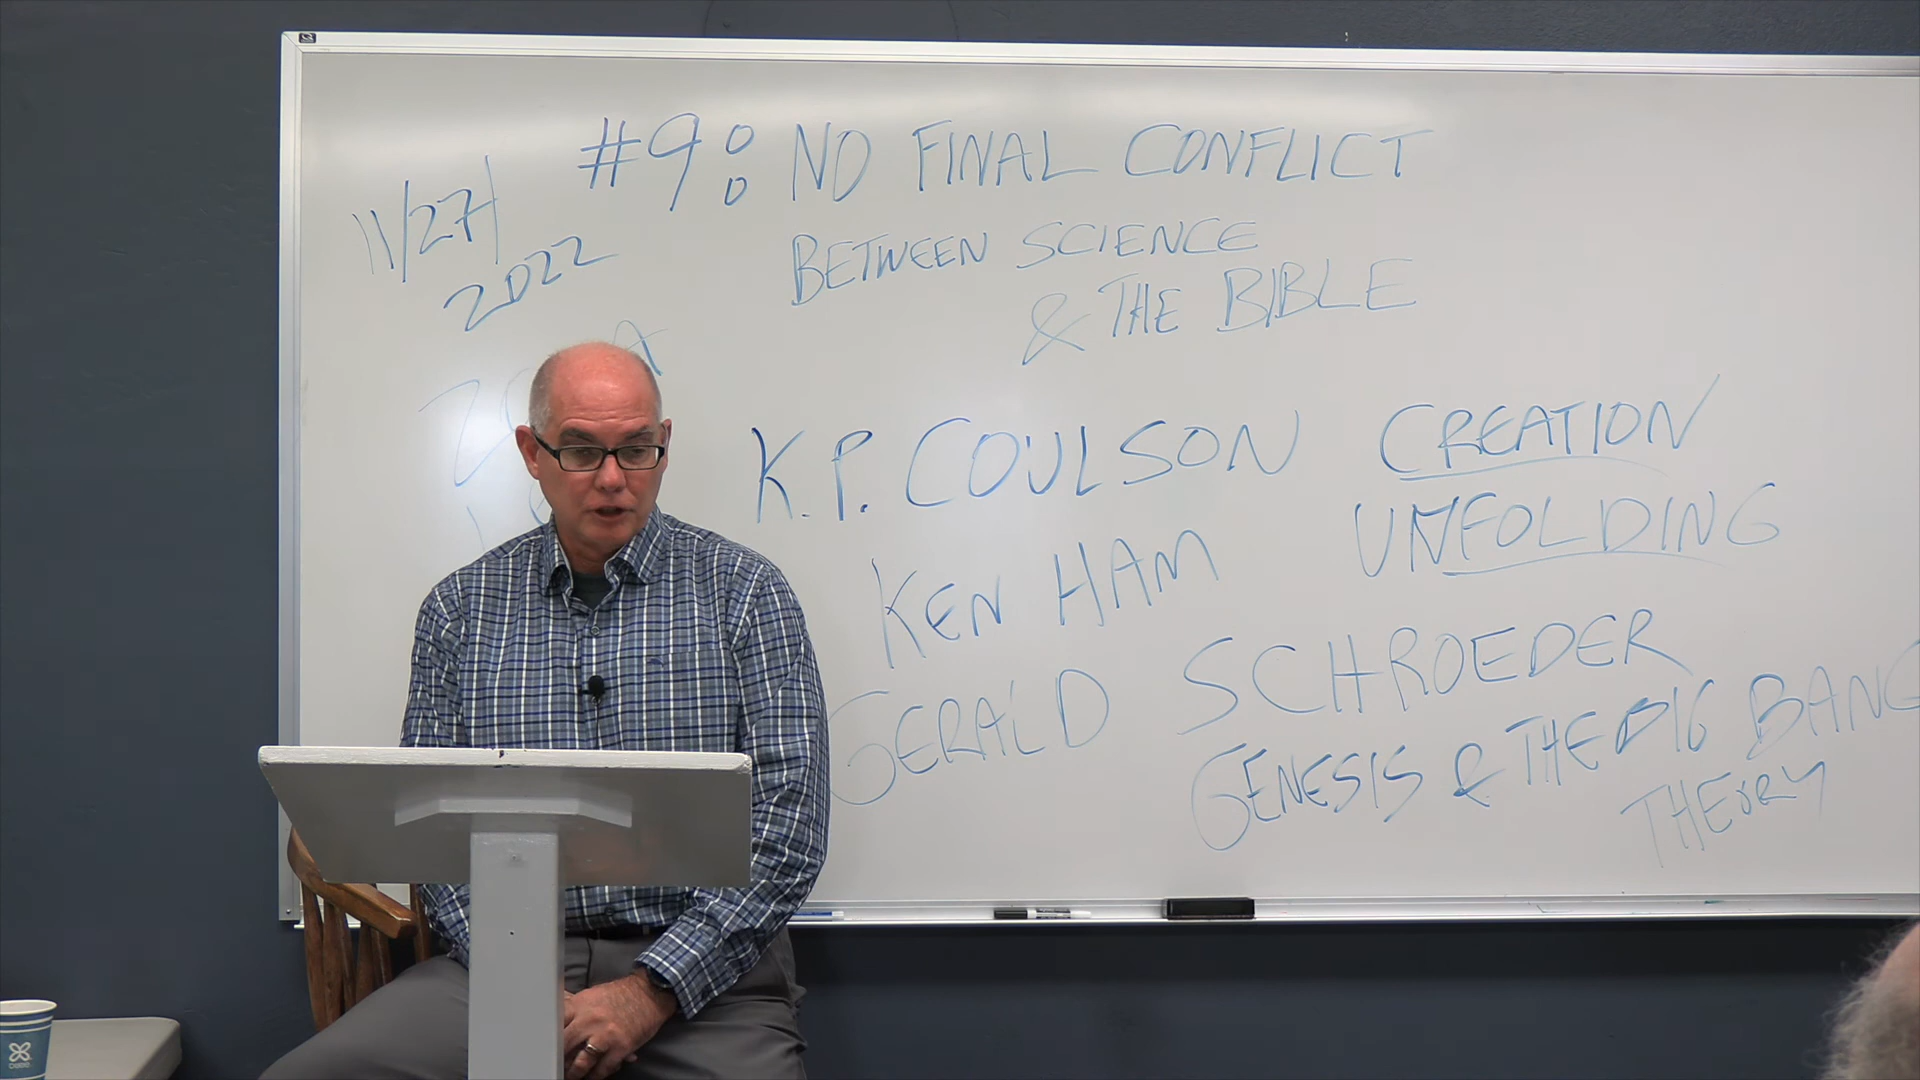 #9: NO FINAL CONFLICT
BETWEEN SCIENCE
& THE BIBLE
11/27/
2022
K.P. COULSON CREATION
UNFOLDING
KEN HAM
GERALD SCHROEDER
GENESIS & THE BIG BANG
THEORY